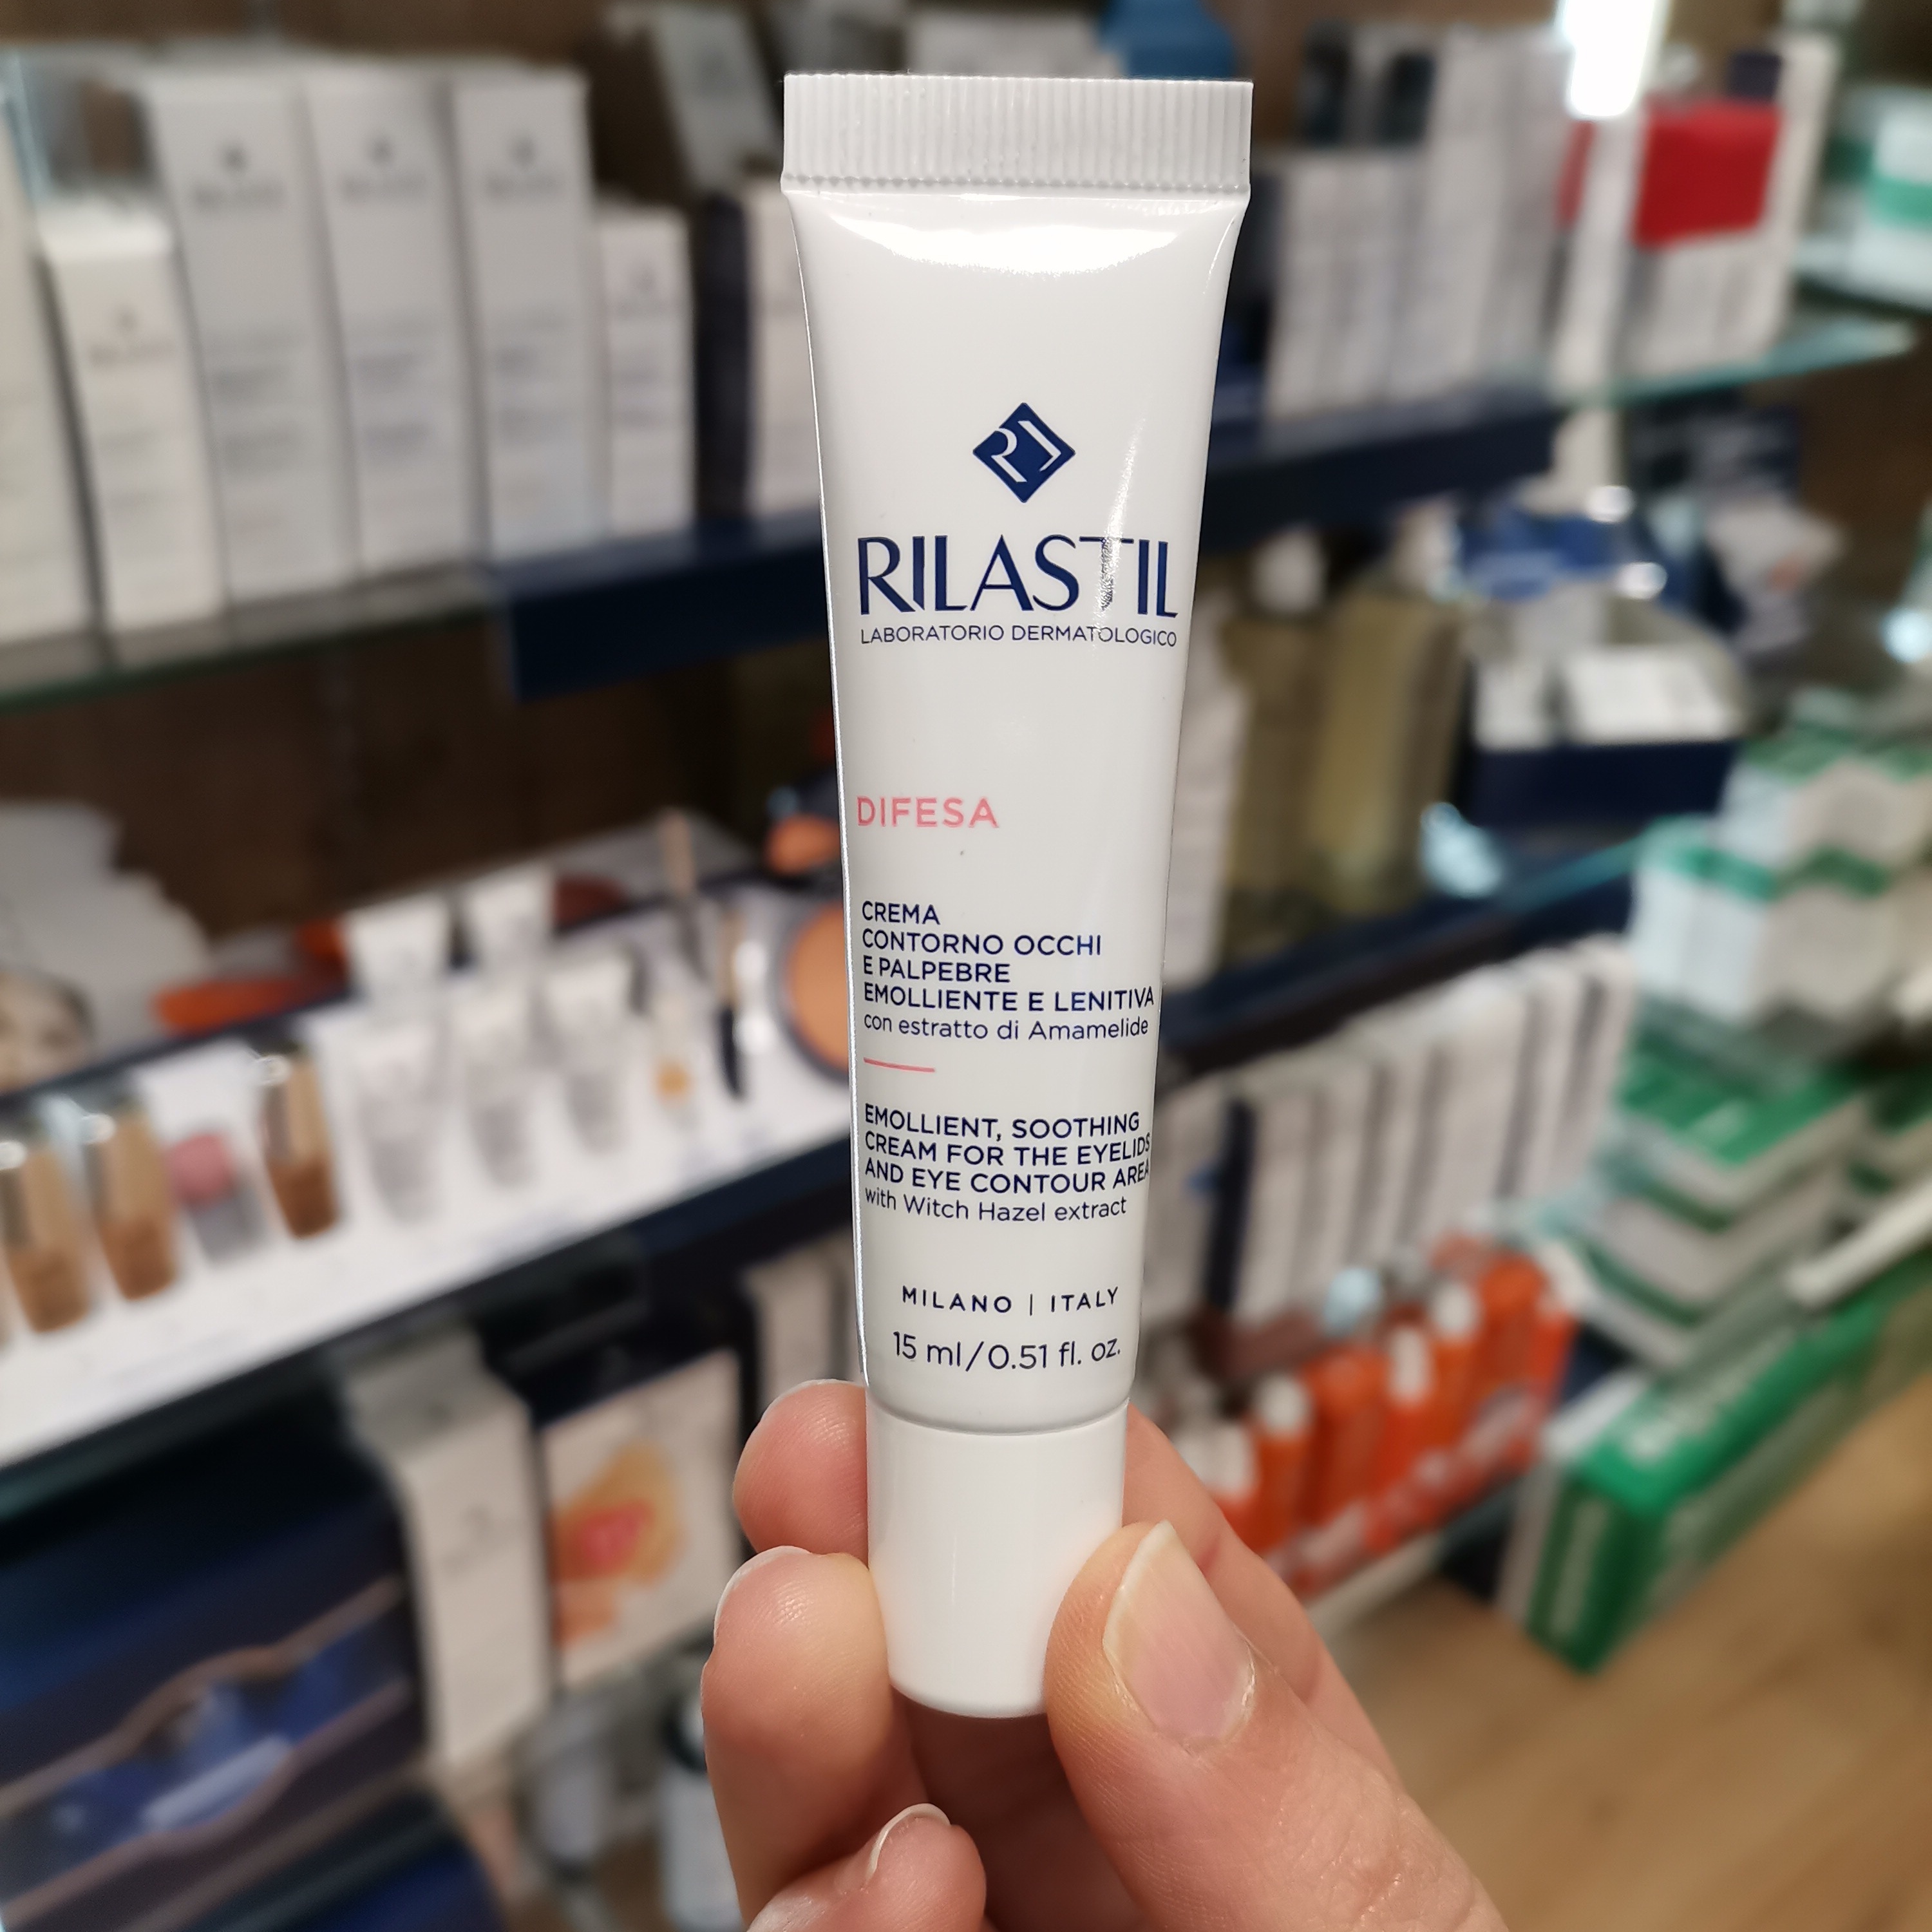 RILASTIL
LABORATORIO DERMATOLOGICO
DIFESA
CREMA
CONTORNO OCCHI
E PALPEBRE
EMOLLIENTE E LENITIVA
con estratto di Amamelide
EMOLLIENT, SOOTHING
CREAM FOR THE EYELIDS
AND EYE CONTOUR AREA
with Witch Hazel extract
MILANO | ITALY
15 ml/0.51 fl. oz.